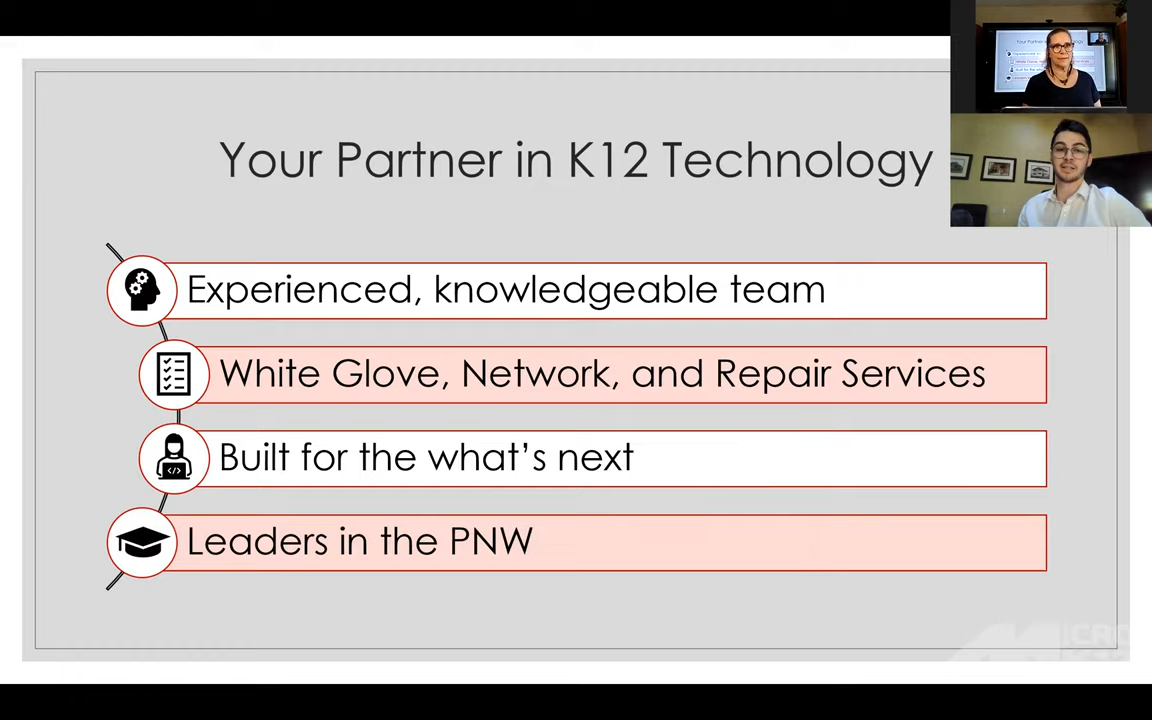 Your Partner in K12 Technology
Experienced, knowledgeable team
White Glove, Network, and Repair Services
Built for the what's next
Leaders in the PNW